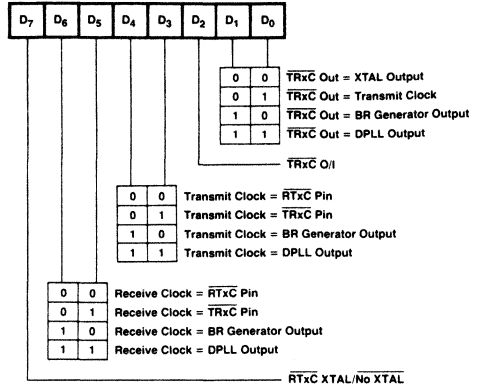 D7 D6 D5 D4 D3 D2 D1 D0
0 0 TRxC Out = XTAL Output
0 1 TRxC Out = Transmit Clock
1 0 TRxC Out = BR Generator Output
1 1 TRxC Out = DPLL Output
TRxC O/I
0 0 Transmit Clock = RTxC Pin
0 1 Transmit Clock = TRxC Pin
1 0 Transmit Clock = BR Generator Output
1 1 Transmit Clock = DPLL Output
0 0 Receive Clock = RTxC Pin
0 1 Receive Clock = TRxC Pin
1 0 Receive Clock = BR Generator Output
1 1 Receive Clock = DPLL Output
RTxC XTAL/No XTAL